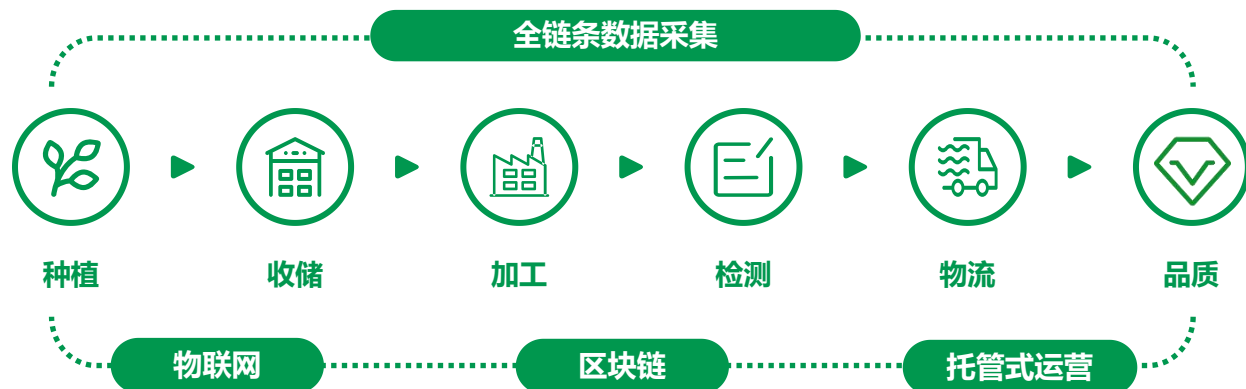 全链条数据采集
种植
收储
加工
检测
物流
品质
物联网
区块链
托管式运营